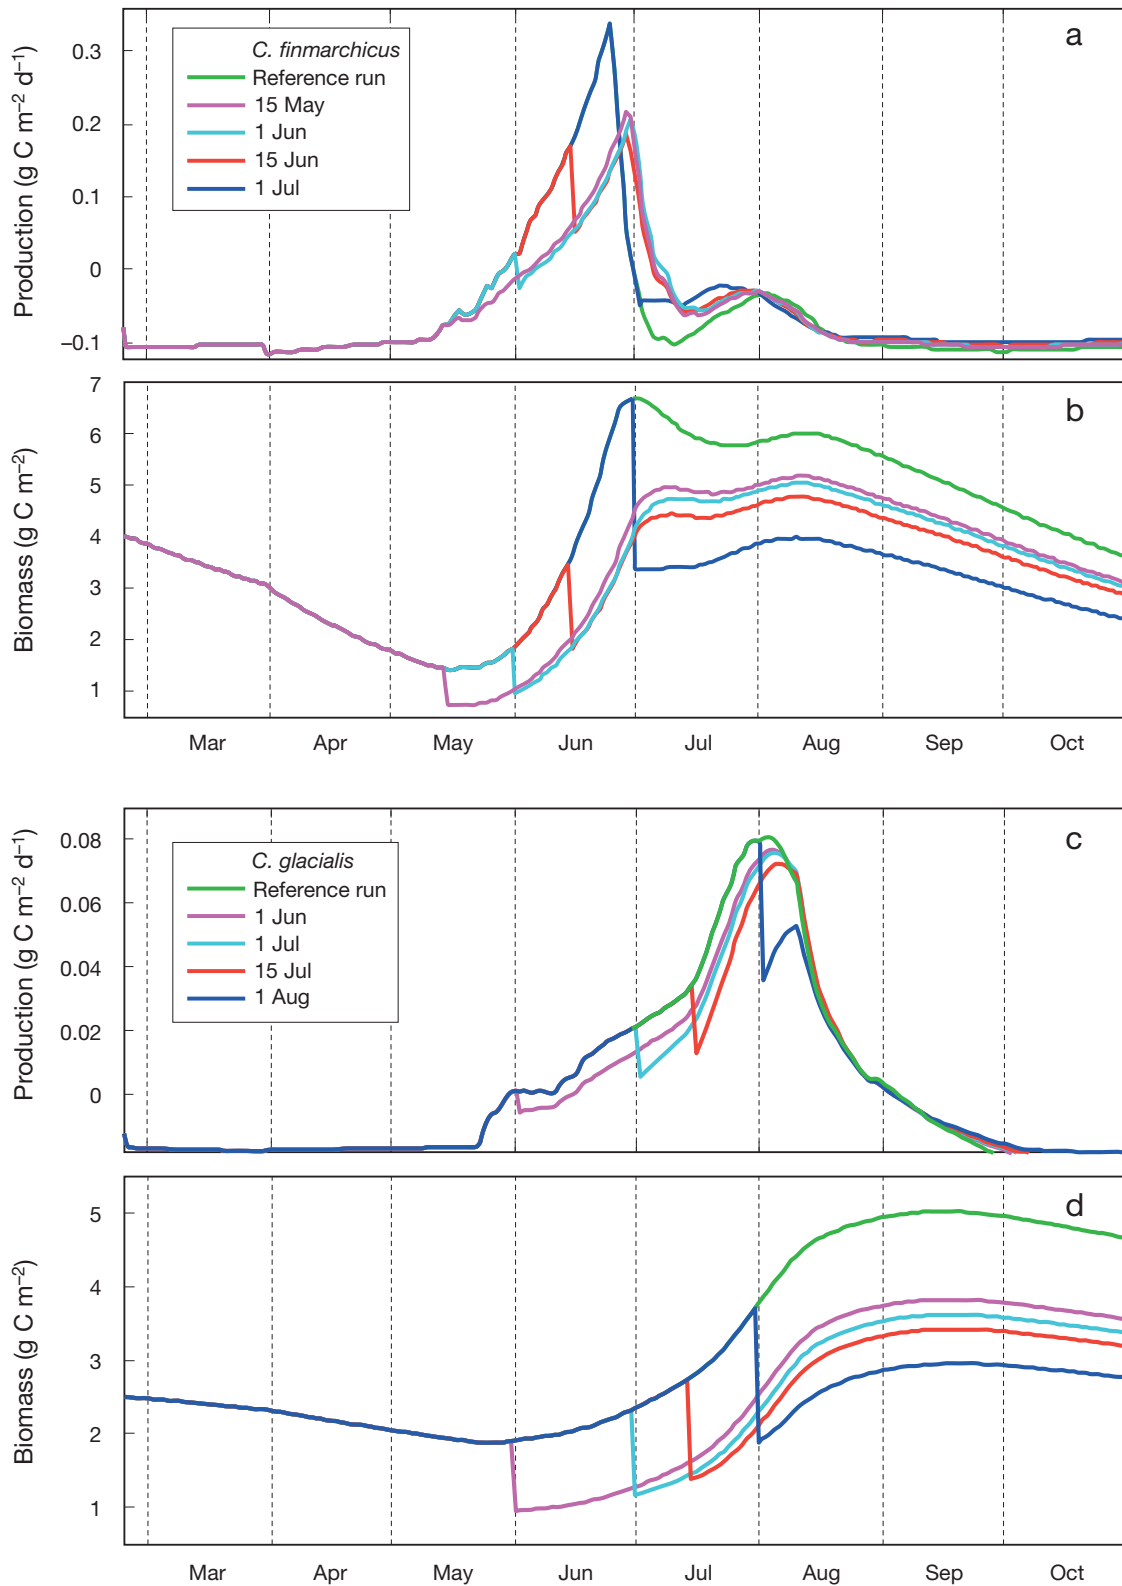 a
C. finmarchicus
Reference run
15 May
1 Jun
15 Jun
1 Jul
Production (g C m⁻² d⁻¹)
0.3
0.2
0.1
0
–0.1
b
Biomass (g C m⁻²)
7
6
5
4
3
2
1
Mar Apr May Jun Jul Aug Sep Oct
c
C. glacialis
Reference run
1 Jun
1 Jul
15 Jul
1 Aug
Production (g C m⁻² d⁻¹)
0.08
0.06
0.04
0.02
0
d
Biomass (g C m⁻²)
5
4
3
2
1
Mar Apr May Jun Jul Aug Sep Oct